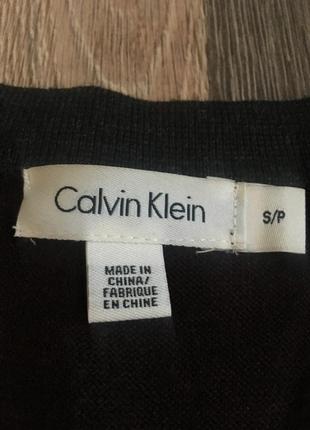 Calvin Klein
S/P
MADE IN
CHINA/
FABRIQUE
EN CHINE